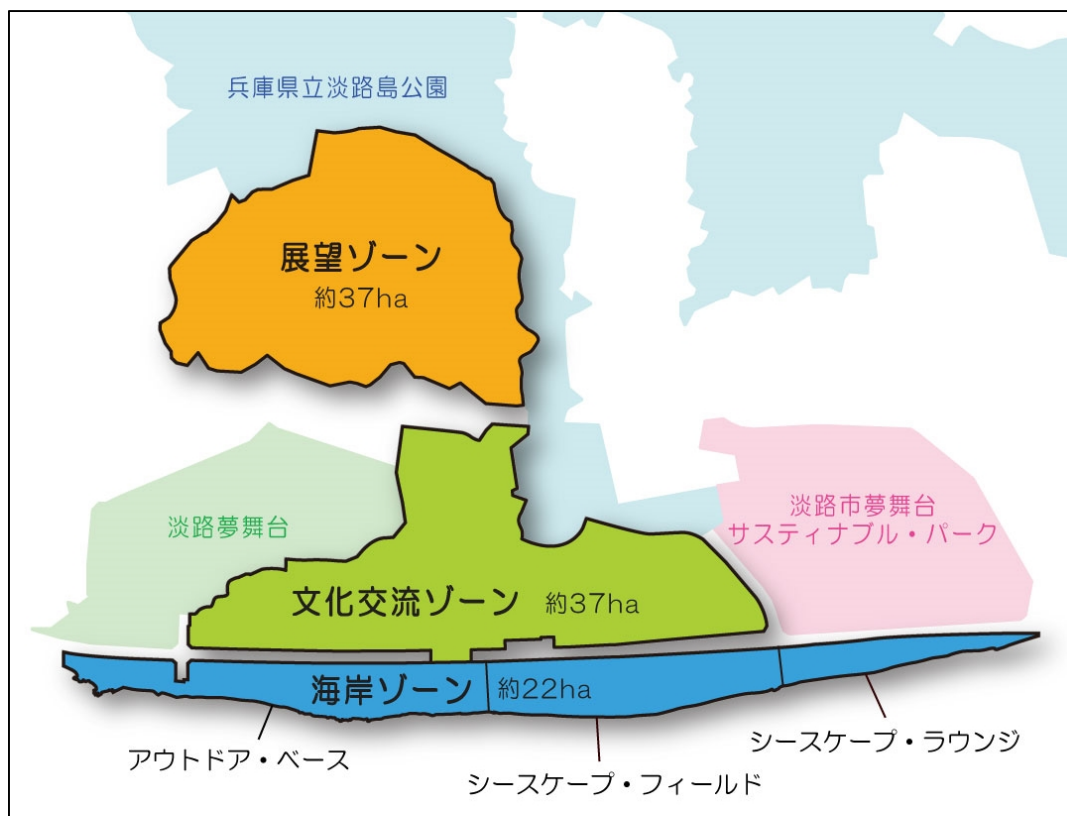 兵庫県立淡路島公園
展望ゾーン
約37ha
淡路夢舞台
淡路市夢舞台
サスティナブル・パーク
文化交流ゾーン 約37ha
海岸ゾーン 約22ha
アウトドア・ベース
シースケープ・フィールド
シースケープ・ラウンジ